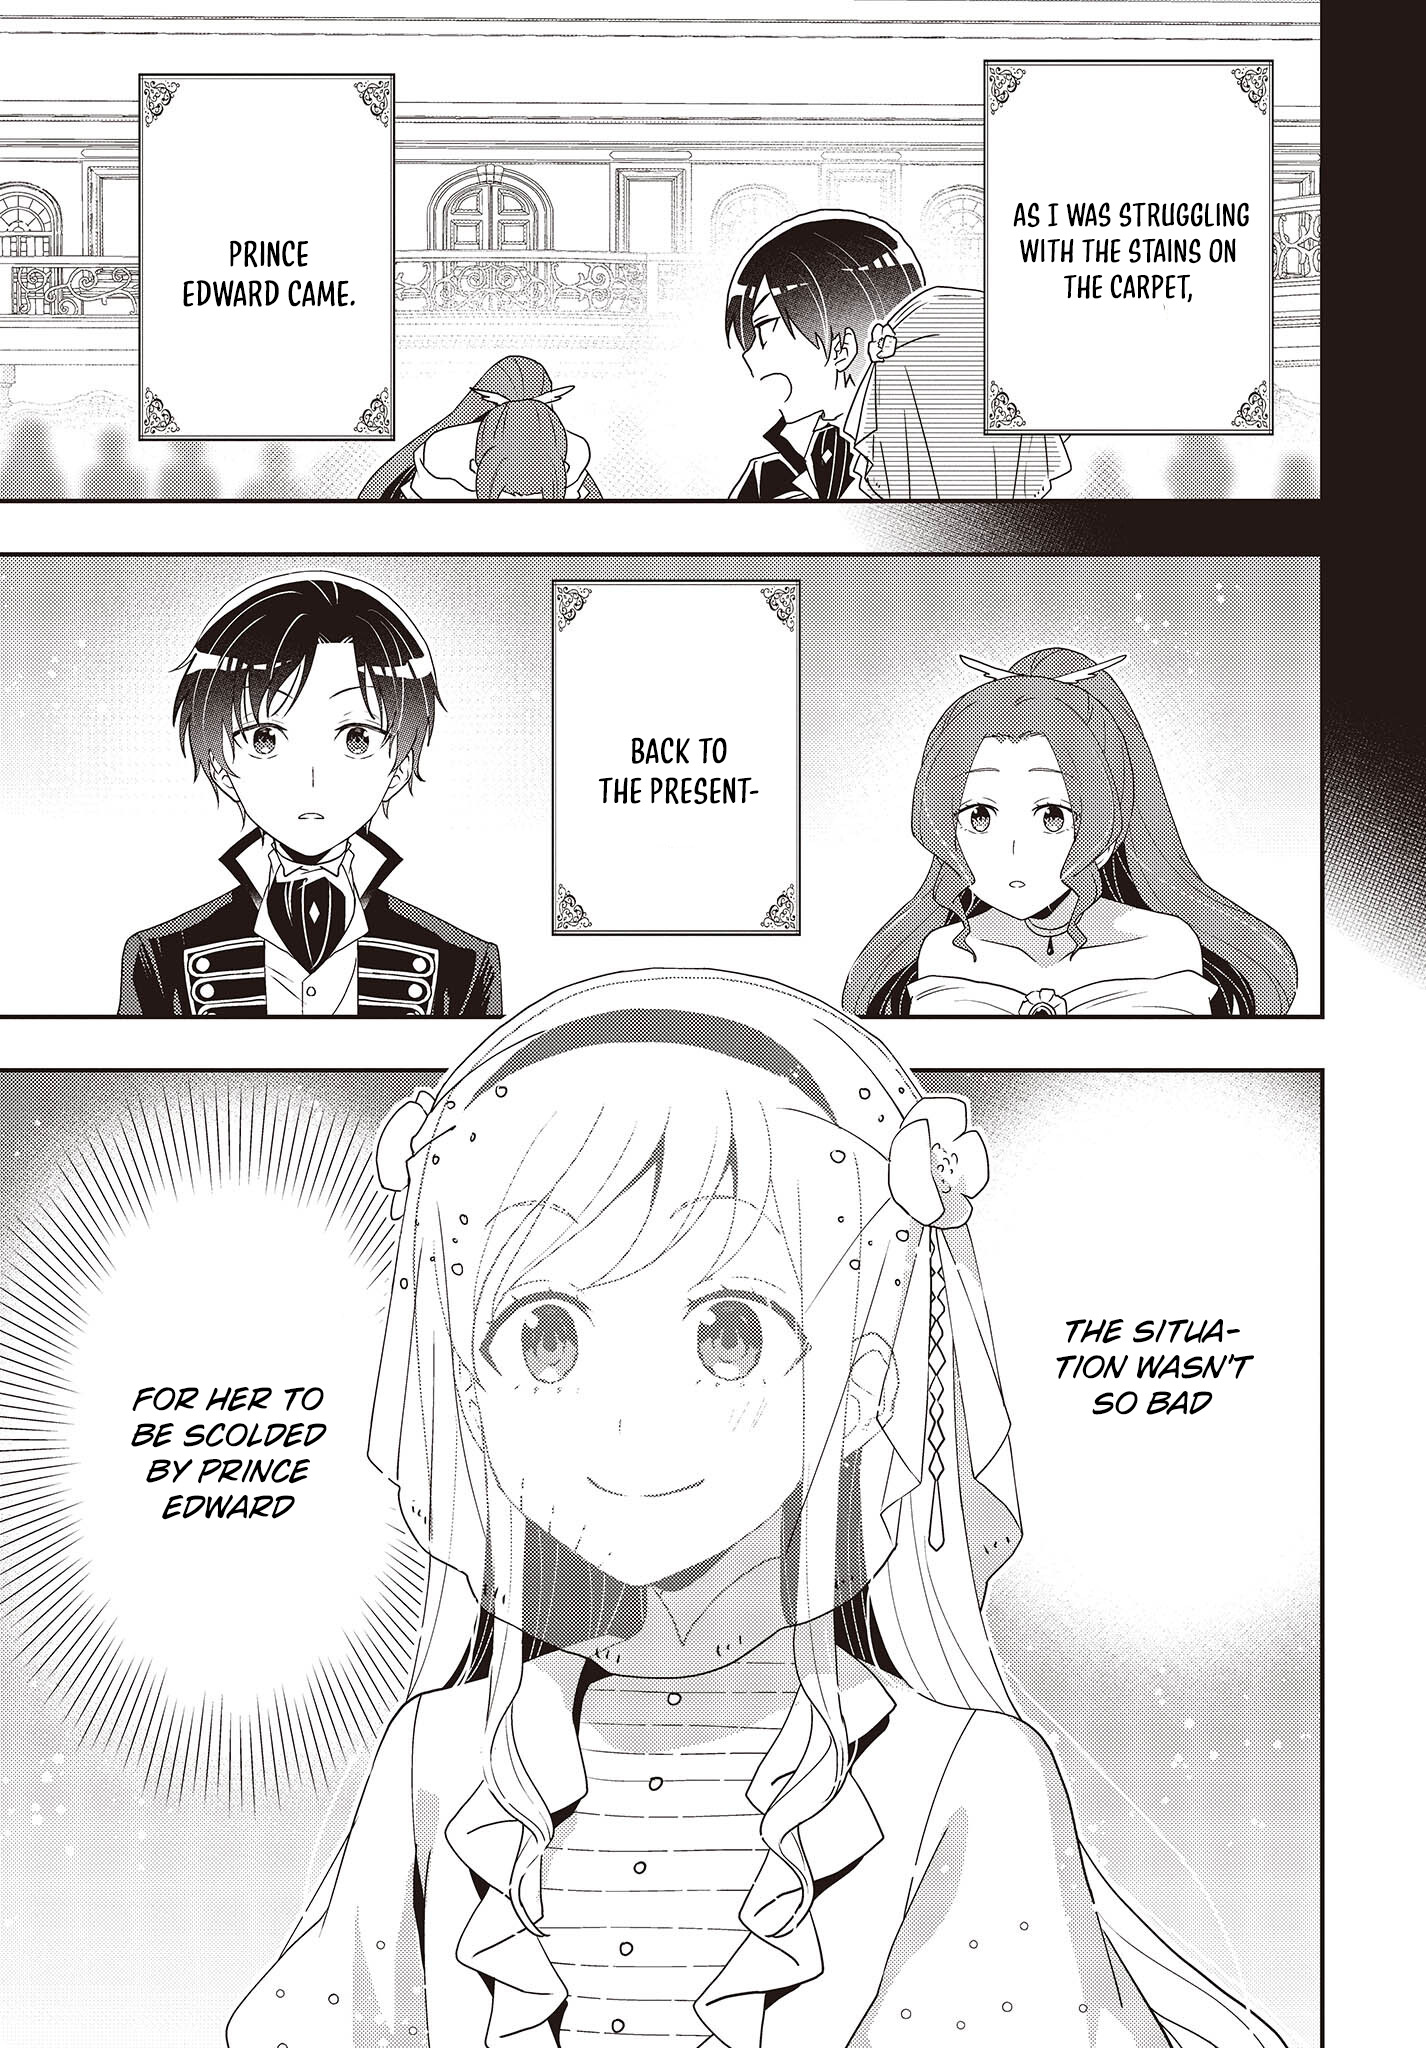 AS I WAS STRUGGLING
WITH THE STAINS ON
THE CARPET,
PRINCE
EDWARD CAME.
BACK TO
THE PRESENT-
THE SITUA-
TION WASN'T
SO BAD
FOR HER TO
BE SCOLDED
BY PRINCE
EDWARD